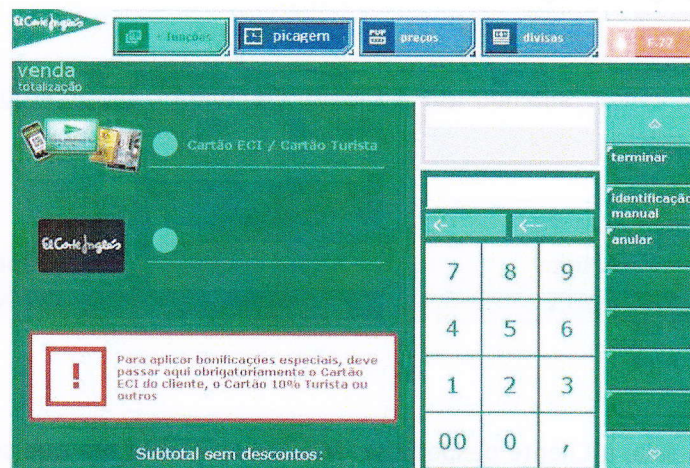 El Corte Inglés
+ funções
picagem
preços
divisas
F.22
venda
totalização
Cartão ECI / Cartão Turista
El Corte Inglés
Para aplicar bonificações especiais, deve
passar aqui obrigatoriamente o Cartão
ECI do cliente, o Cartão 10% Turista ou
outros
Subtotal sem descontos:
<-
<--
7 8 9
4 5 6
1 2 3
00 0 ,
terminar
identificação
manual
anular